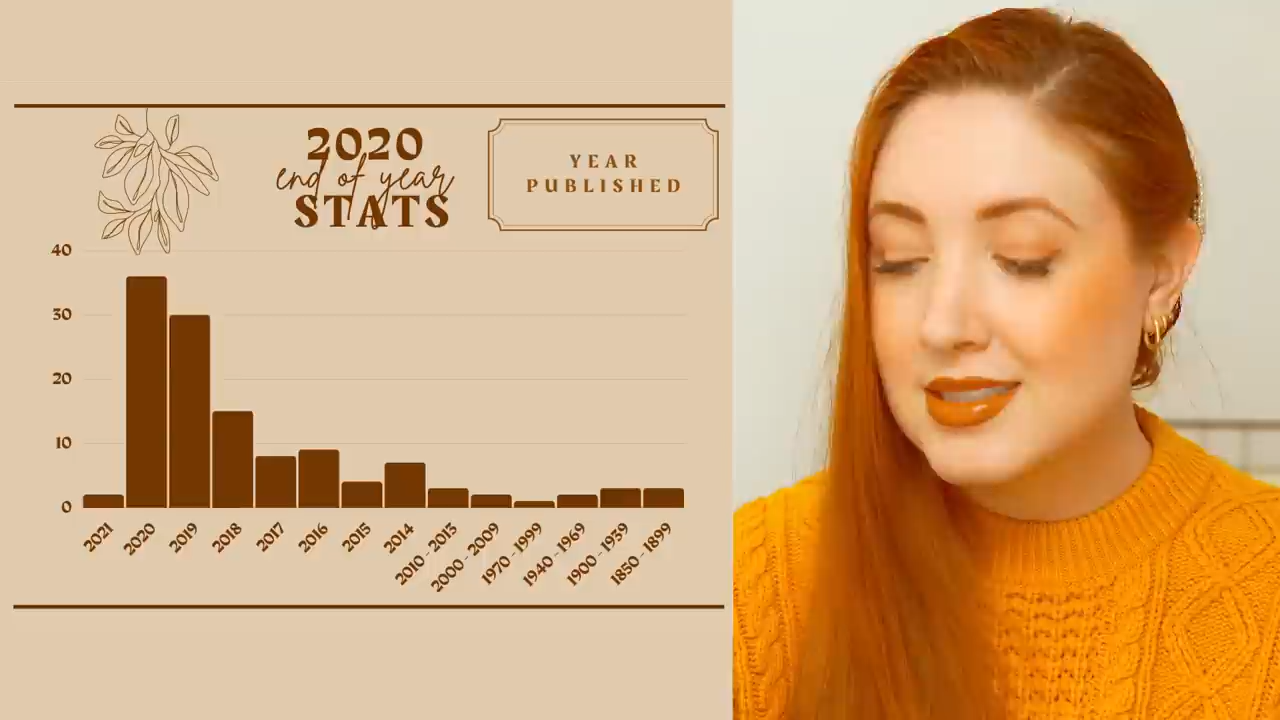 2020
end of year
STATS
YEAR
PUBLISHED
40
30
20
10
0
2021
2020
2019
2018
2017
2016
2015
2014
2010 - 2013
2000 - 2009
1970 - 1999
1940 - 1969
1900 - 1939
1850 - 1899